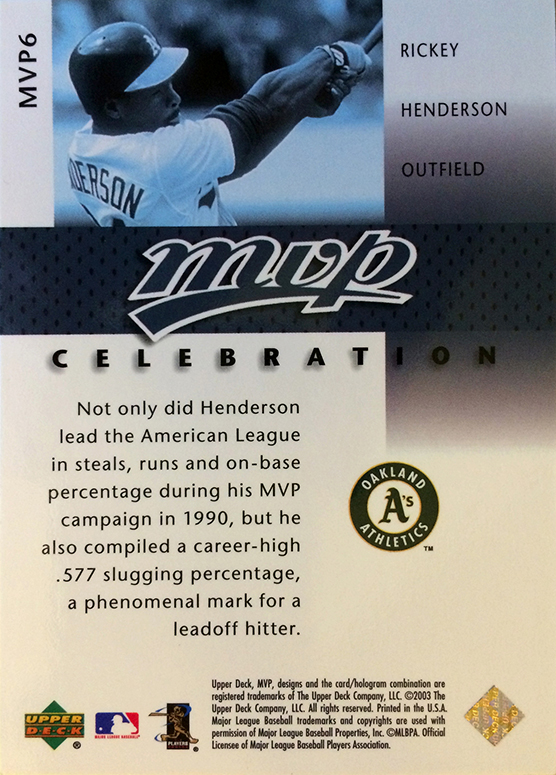 MVP6
RICKEY
HENDERSON
OUTFIELD
DERSON
mvp
CELEBRATION
Not only did Henderson
lead the American League
in steals, runs and on-base
percentage during his MVP
campaign in 1990, but he
also compiled a career-high
.577 slugging percentage,
a phenomenal mark for a
leadoff hitter.
OAKLAND
A's
ATHLETICS
TM
Upper Deck, MVP, designs and the card/hologram combination are
registered trademarks of The Upper Deck Company, LLC. ©2003 The
Upper Deck Company, LLC. All rights reserved. Printed in the U.S.A.
Major League Baseball trademarks and copyrights are used with
permission of Major League Baseball Properties, Inc. ©MLBPA. Official
Licensee of Major League Baseball Players Association.
UPPER
DECK
®
MAJOR LEAGUE BASEBALL
PLAYERS